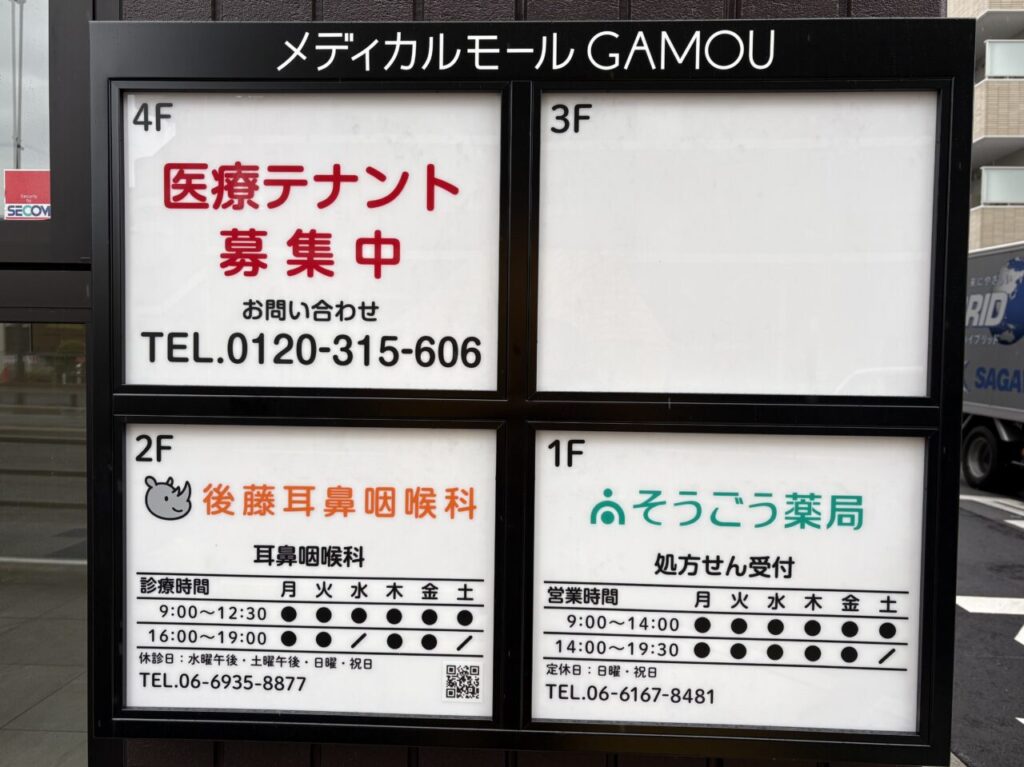 メディカルモール GAMOU
4F
医療テナント
募集中
お問い合わせ
TEL.0120-315-606
3F
2F
後藤耳鼻咽喉科
耳鼻咽喉科
診療時間 月 火 水 木 金 土
9:00〜12:30 ● ● ● ● ● ●
16:00〜19:00 ● ● / ● ● /
休診日：水曜午後・土曜午後・日曜・祝日
TEL.06-6935-8877
1F
そうごう薬局
処方せん受付
営業時間 月 火 水 木 金 土
9:00〜14:00 ● ● ● ● ● ●
14:00〜19:30 ● ● ● ● ● /
定休日：日曜・祝日
TEL.06-6167-8481
SECOM
RID
SAGA